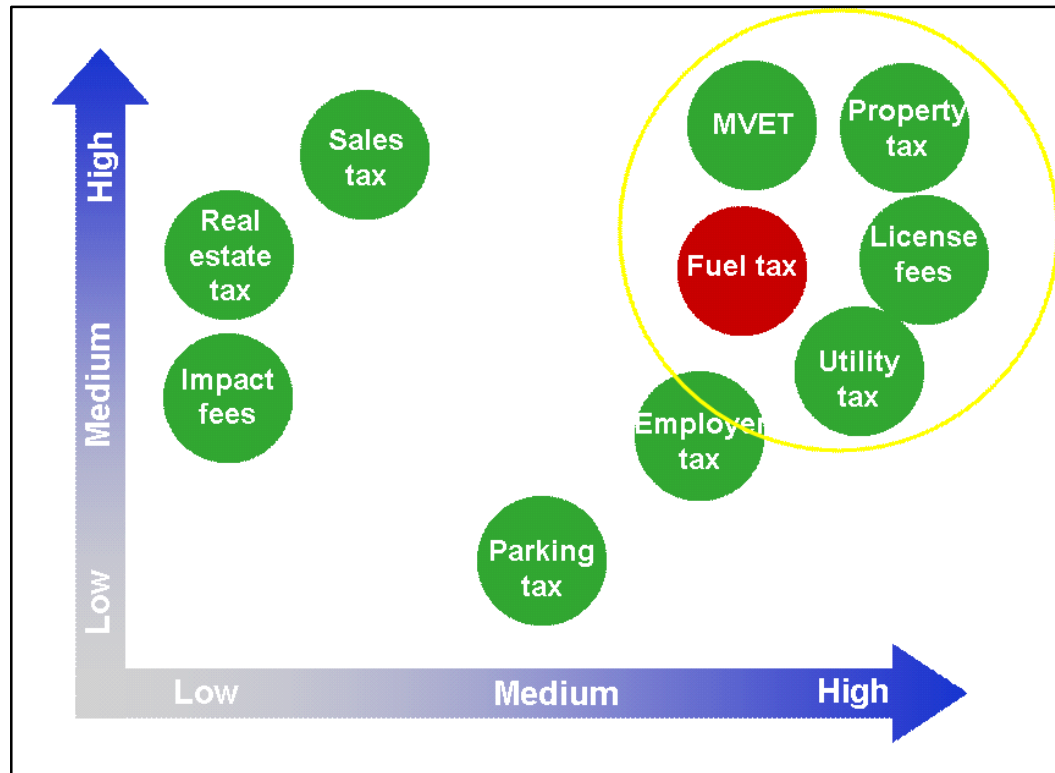 High
Medium
Low
Sales
tax
Real
estate
tax
Impact
fees
MVET
Property
tax
Fuel tax
License
fees
Utility
tax
Employer
tax
Parking
tax
Low
Medium
High